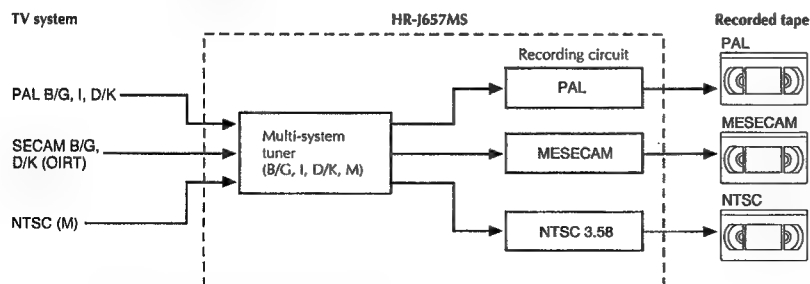 TV system
HR-J657MS
Recorded tape
PAL
Recording circuit
PAL B/G, I, D/K
PAL
MESECAM
Multi-system
tuner
(B/G, I, D/K, M)
SECAM B/G,
D/K (OIRT)
MESECAM
NTSC
NTSC (M)
NTSC 3.58